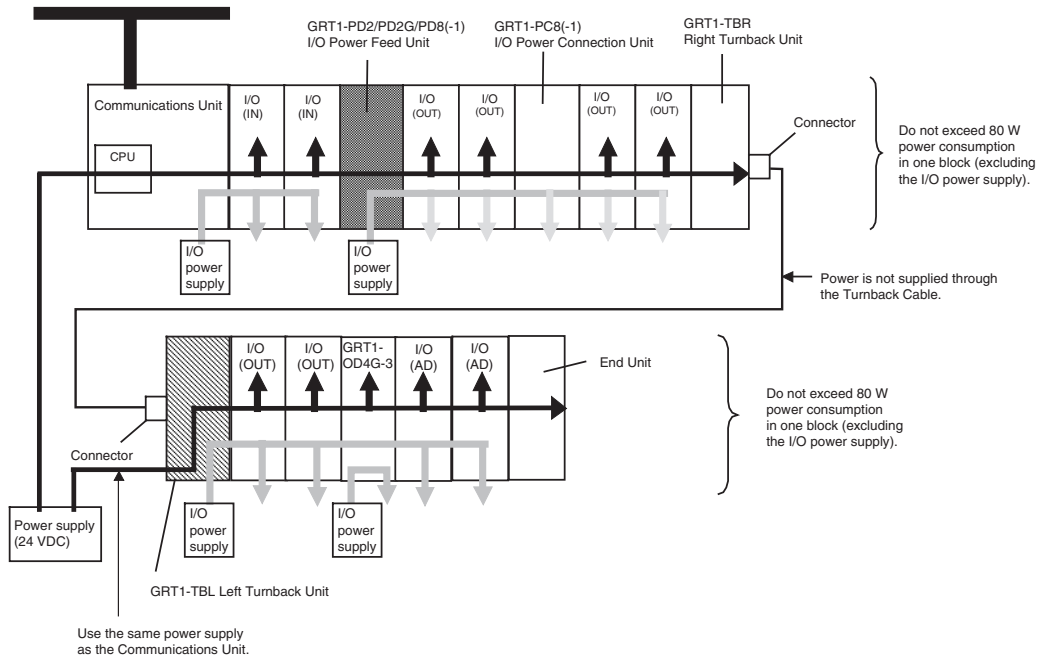 GRT1-PD2/PD2G/PD8(-1)
I/O Power Feed Unit
GRT1-PC8(-1)
I/O Power Connection Unit
GRT1-TBR
Right Turnback Unit
Communications Unit
CPU
I/O
(IN)
I/O
(IN)
I/O
(OUT)
I/O
(OUT)
I/O
(OUT)
I/O
(OUT)
Connector
Do not exceed 80 W
power consumption
in one block (excluding
the I/O power supply).
I/O
power
supply
I/O
power
supply
Power is not supplied through
the Turnback Cable.
I/O
(OUT)
I/O
(OUT)
GRT1-
OD4G-3
I/O
(AD)
I/O
(AD)
End Unit
Do not exceed 80 W
power consumption
in one block (excluding
the I/O power supply).
Connector
Power supply
(24 VDC)
I/O
power
supply
I/O
power
supply
GRT1-TBL Left Turnback Unit
Use the same power supply
as the Communications Unit.